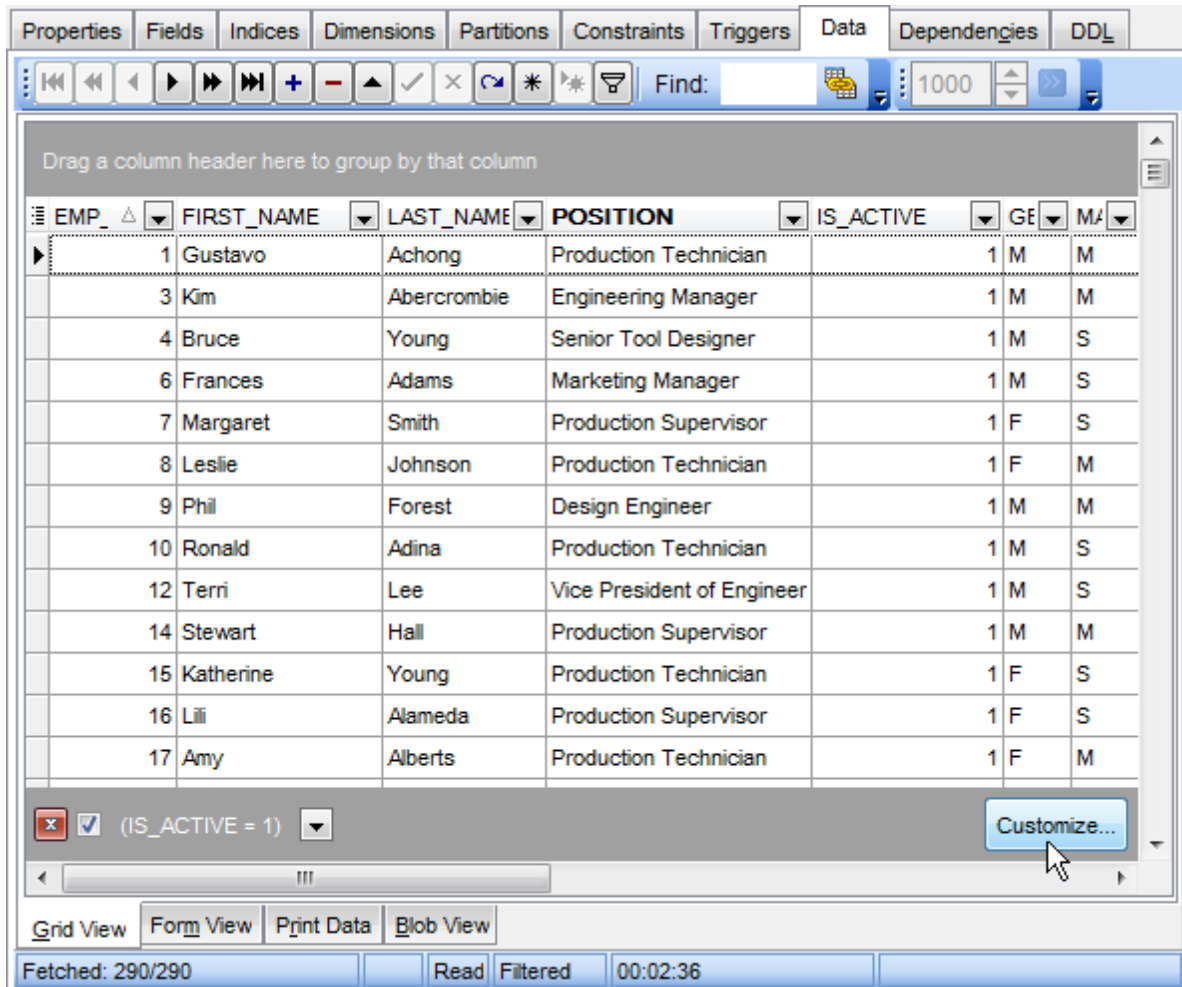 Properties Fields Indices Dimensions Partitions Constraints Triggers Data Dependencies DDL
Find: 1000
Drag a column header here to group by that column
EMP_ FIRST_NAME LAST_NAME POSITION IS_ACTIVE GE MA
1 Gustavo Achong Production Technician 1 M M
3 Kim Abercrombie Engineering Manager 1 M M
4 Bruce Young Senior Tool Designer 1 M S
6 Frances Adams Marketing Manager 1 M S
7 Margaret Smith Production Supervisor 1 F S
8 Leslie Johnson Production Technician 1 F M
9 Phil Forest Design Engineer 1 M M
10 Ronald Adina Production Technician 1 M S
12 Terri Lee Vice President of Engineer 1 M S
14 Stewart Hall Production Supervisor 1 M M
15 Katherine Young Production Technician 1 F S
16 Lili Alameda Production Supervisor 1 F S
17 Amy Alberts Production Technician 1 F M
(IS_ACTIVE = 1) Customize...
Grid View Form View Print Data Blob View
Fetched: 290/290 Read Filtered 00:02:36